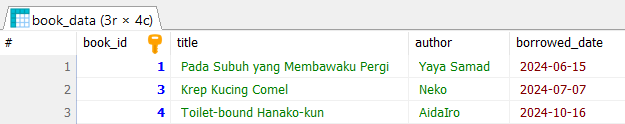 book_data (3r × 4c)
# book_id title author borrowed_date
1 1 Pada Subuh yang Membawaku Pergi Yaya Samad 2024-06-15
2 3 Krep Kucing Comel Neko 2024-07-07
3 4 Toilet-bound Hanako-kun AidaIro 2024-10-16